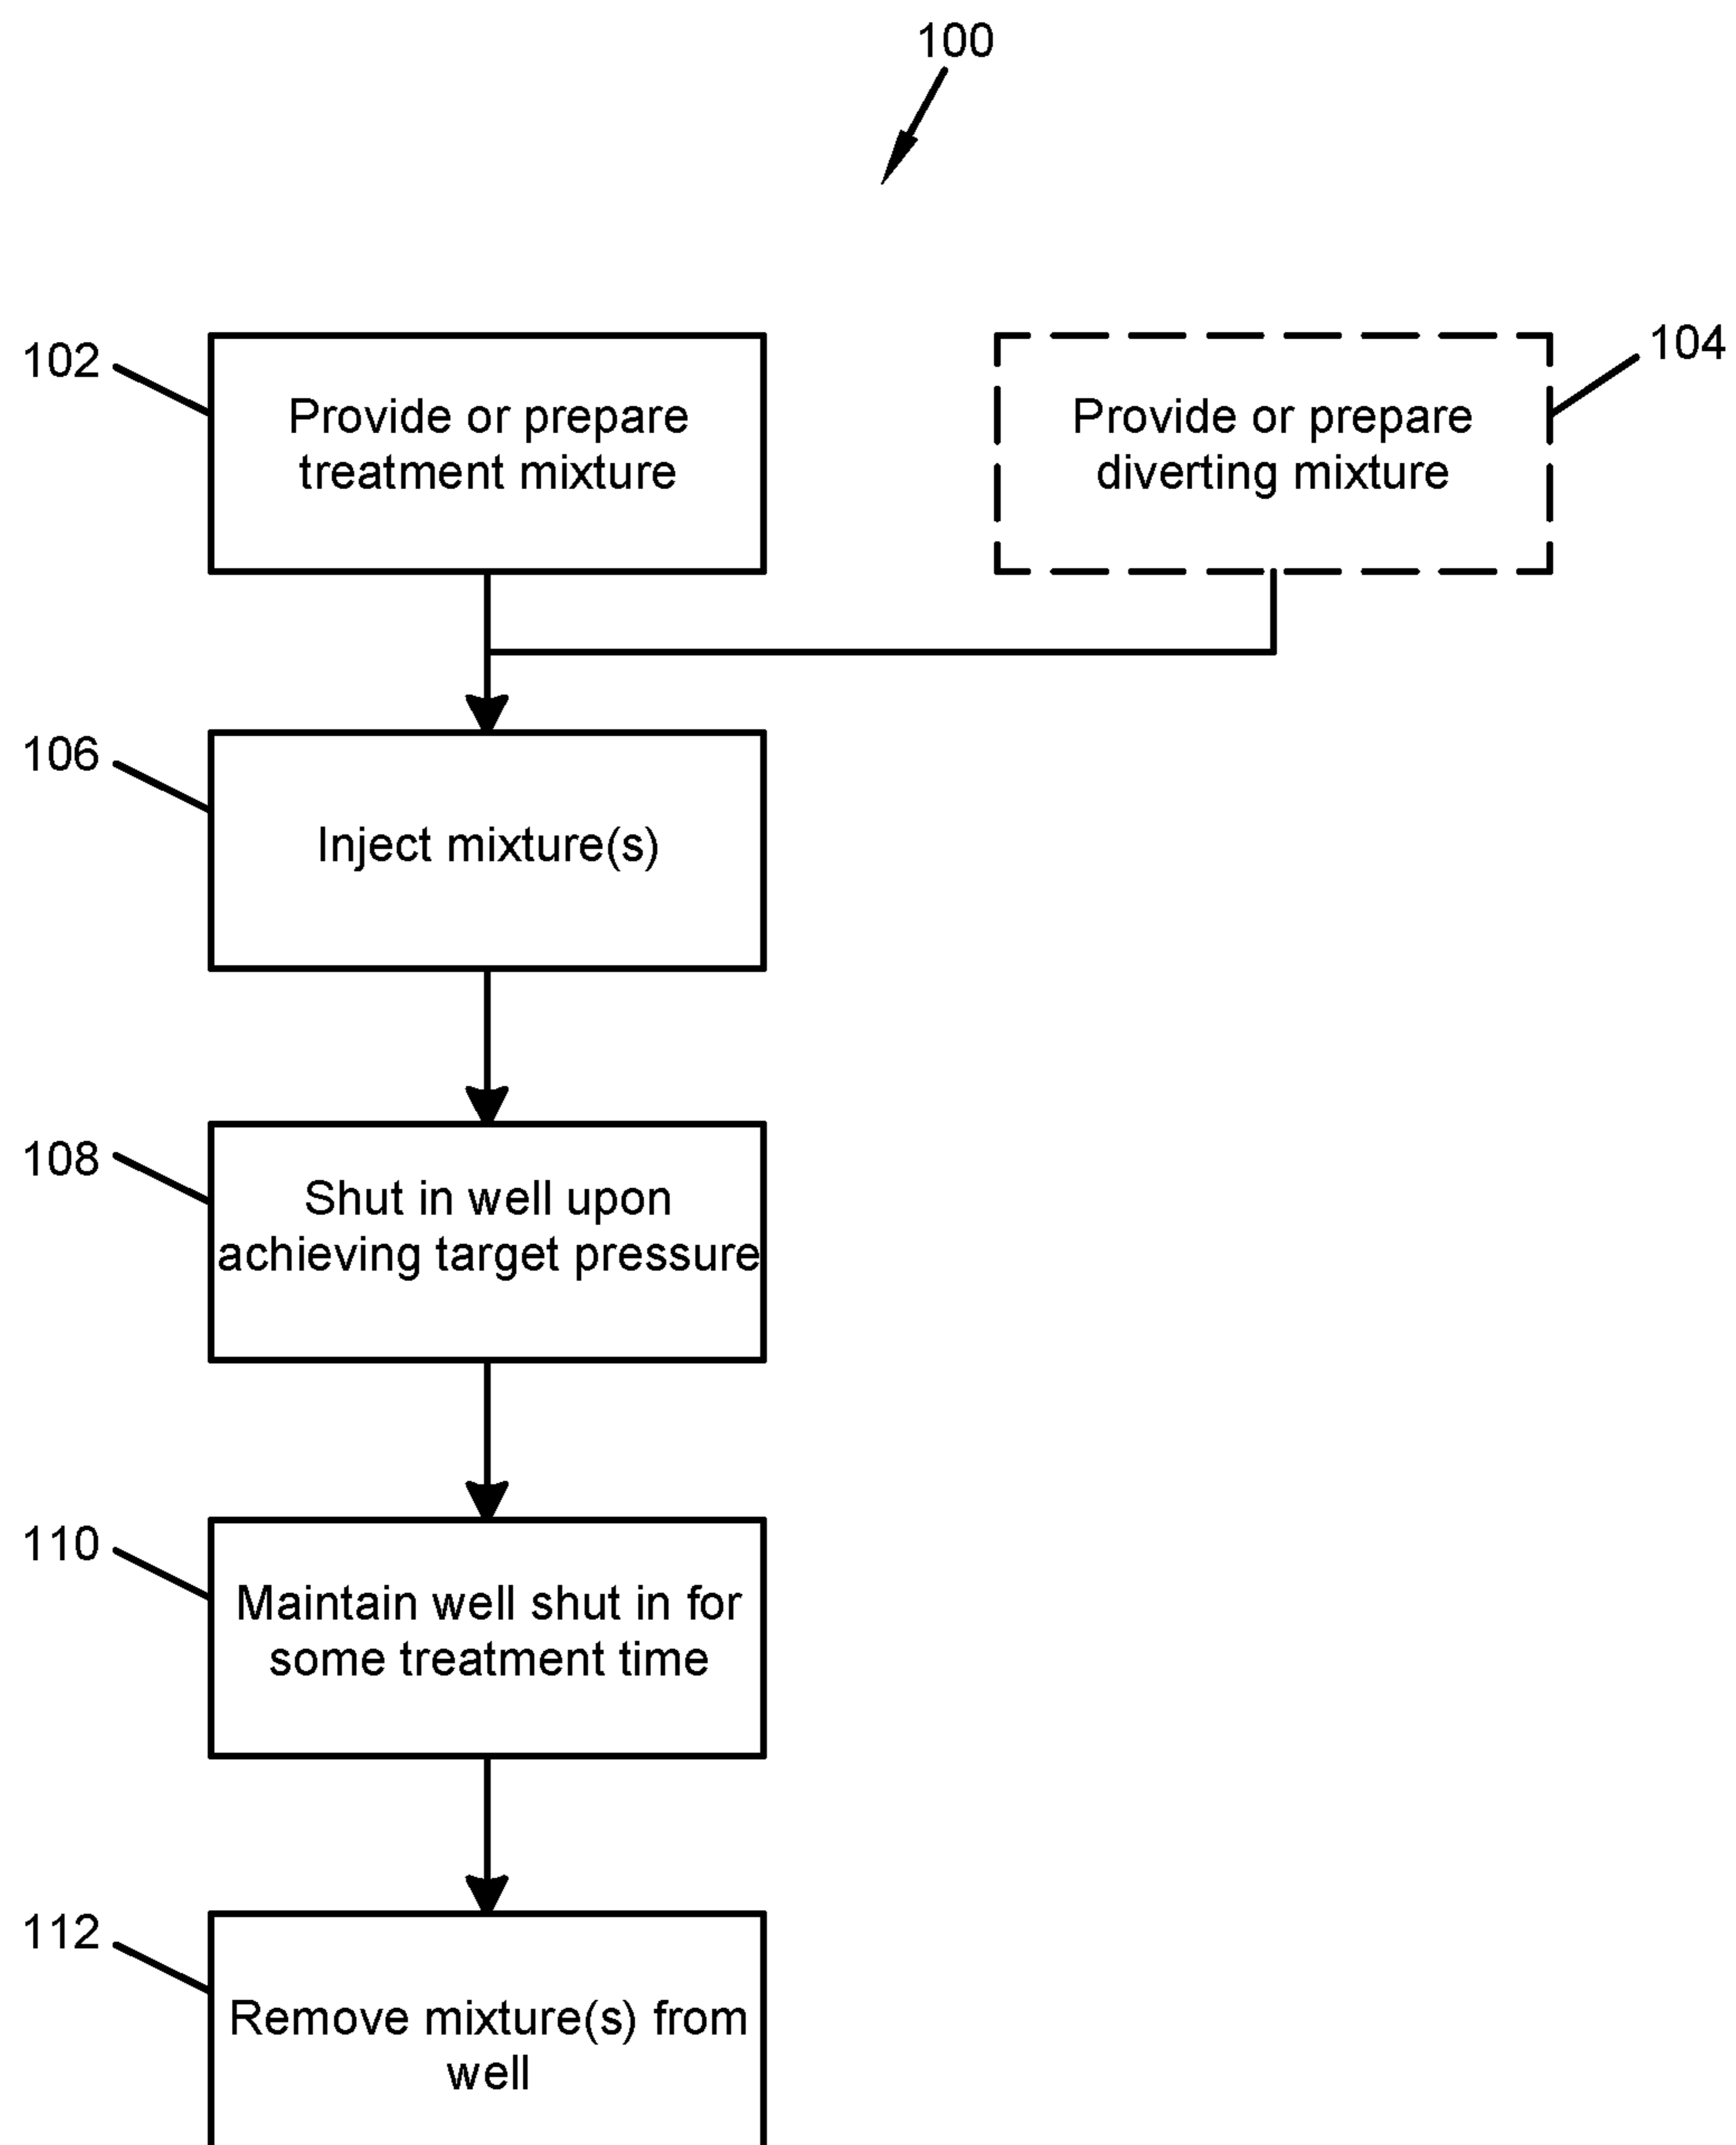 100
102
Provide or prepare
treatment mixture
104
Provide or prepare
diverting mixture
106
Inject mixture(s)
108
Shut in well upon
achieving target pressure
110
Maintain well shut in for
some treatment time
112
Remove mixture(s) from
well